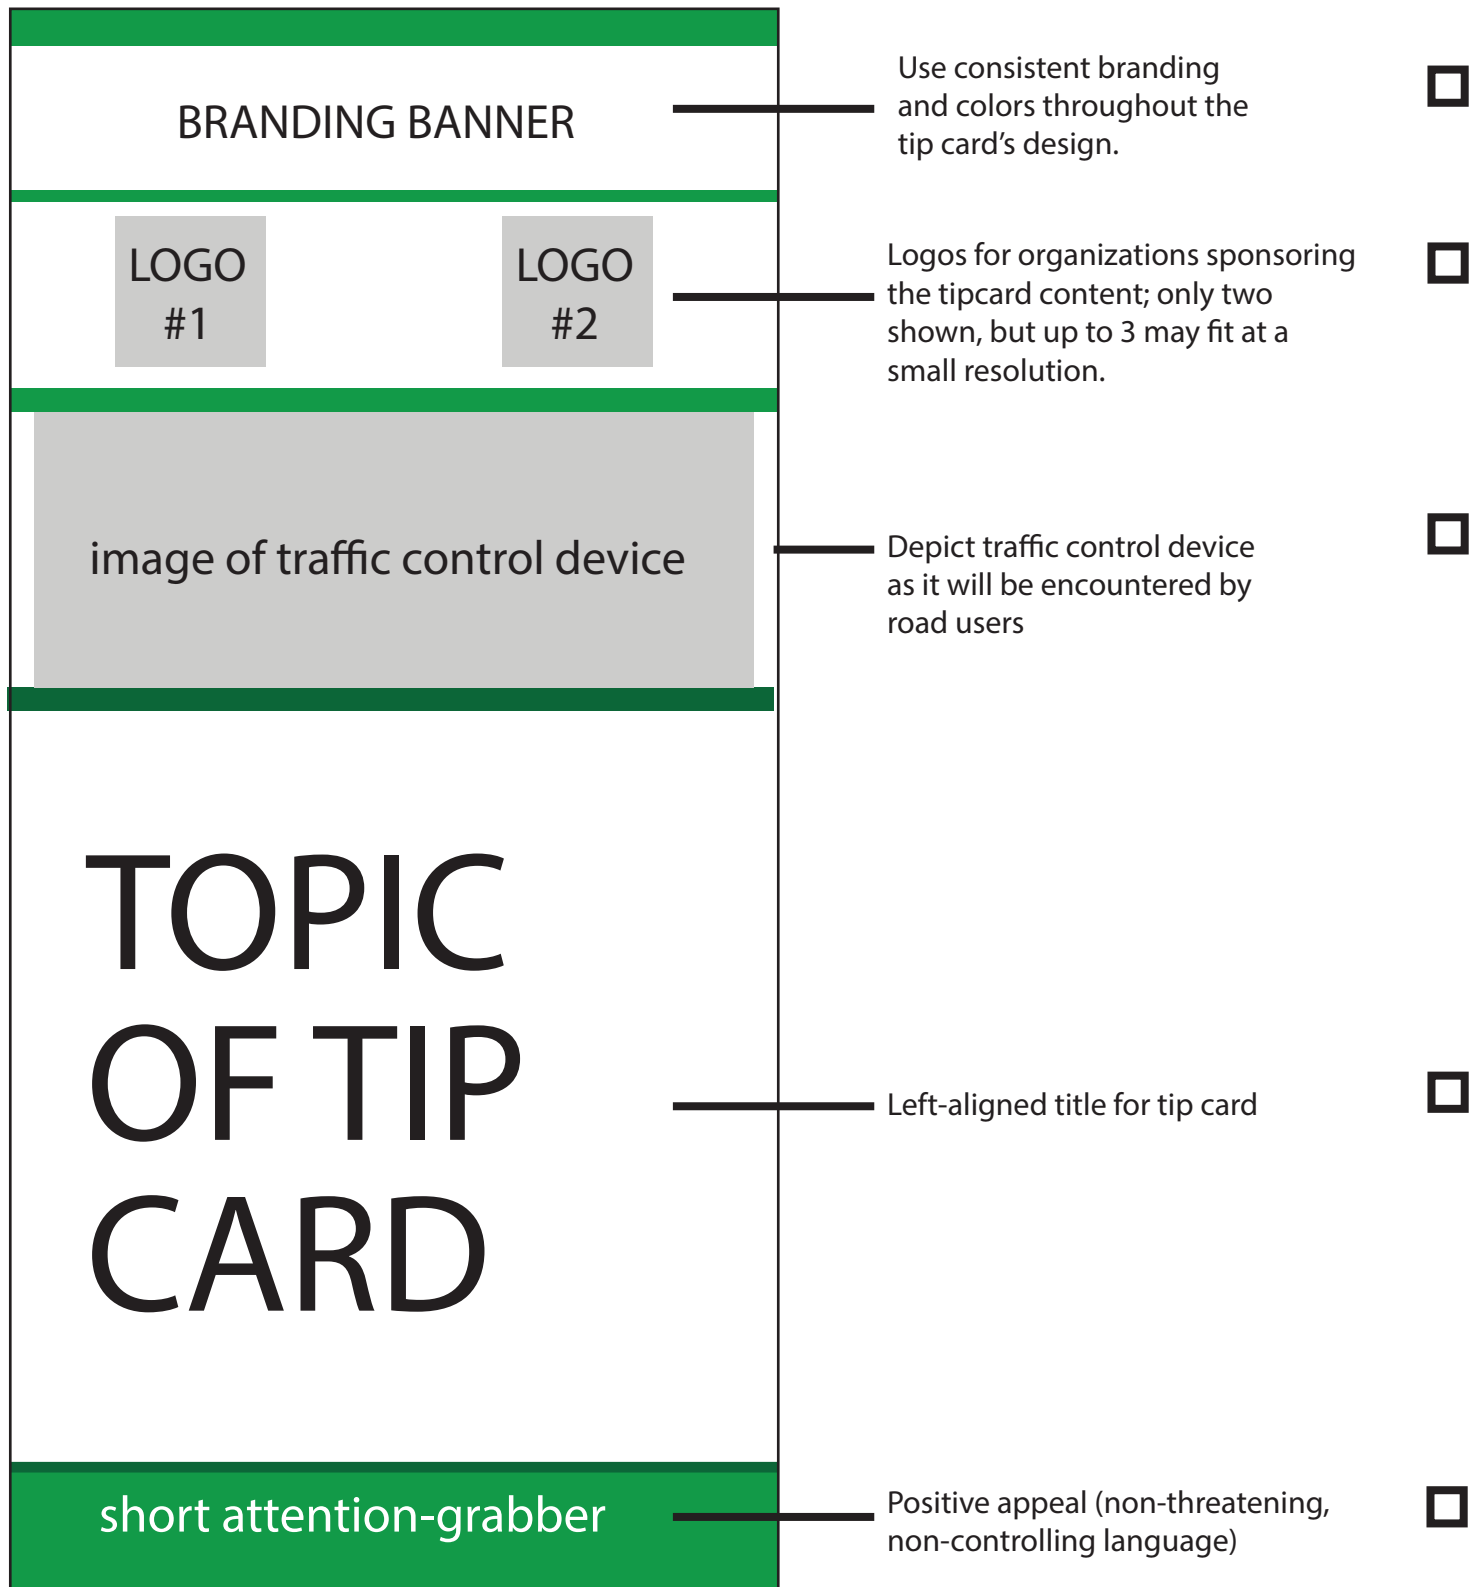 BRANDING BANNER
Use consistent branding
and colors throughout the
tip card’s design.
LOGO
#1
LOGO
#2
Logos for organizations sponsoring
the tipcard content; only two
shown, but up to 3 may fit at a
small resolution.
image of traffic control device
Depict traffic control device
as it will be encountered by
road users
TOPIC
OF TIP
CARD
Left-aligned title for tip card
short attention-grabber
Positive appeal (non-threatening,
non-controlling language)